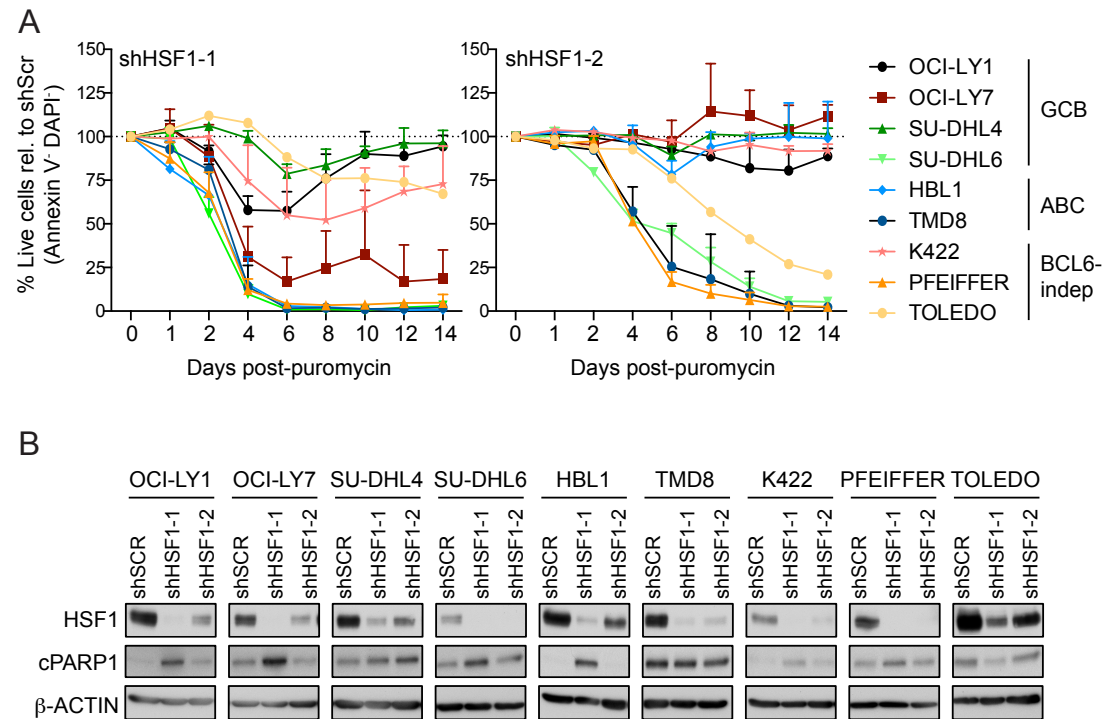 A
shHSF1-1
shHSF1-2
% Live cells rel. to shScr
(Annexin V- DAPI-)
150
125
100
75
50
25
0
0 1 2 4 6 8 10 12 14
Days post-puromycin
150
125
100
75
50
25
0
0 1 2 4 6 8 10 12 14
Days post-puromycin
OCI-LY1
OCI-LY7
SU-DHL4
SU-DHL6
GCB
HBL1
TMD8
ABC
K422
PFEIFFER
TOLEDO
BCL6-
indep
B
OCI-LY1 OCI-LY7 SU-DHL4 SU-DHL6 HBL1 TMD8 K422 PFEIFFER TOLEDO
shSCR shHSF1-1 shHSF1-2 shSCR shHSF1-1 shHSF1-2 shSCR shHSF1-1 shHSF1-2 shSCR shHSF1-1 shHSF1-2 shSCR shHSF1-1 shHSF1-2 shSCR shHSF1-1 shHSF1-2 shSCR shHSF1-1 shHSF1-2 shSCR shHSF1-1 shHSF1-2 shSCR shHSF1-1 shHSF1-2
HSF1
cPARP1
β-ACTIN